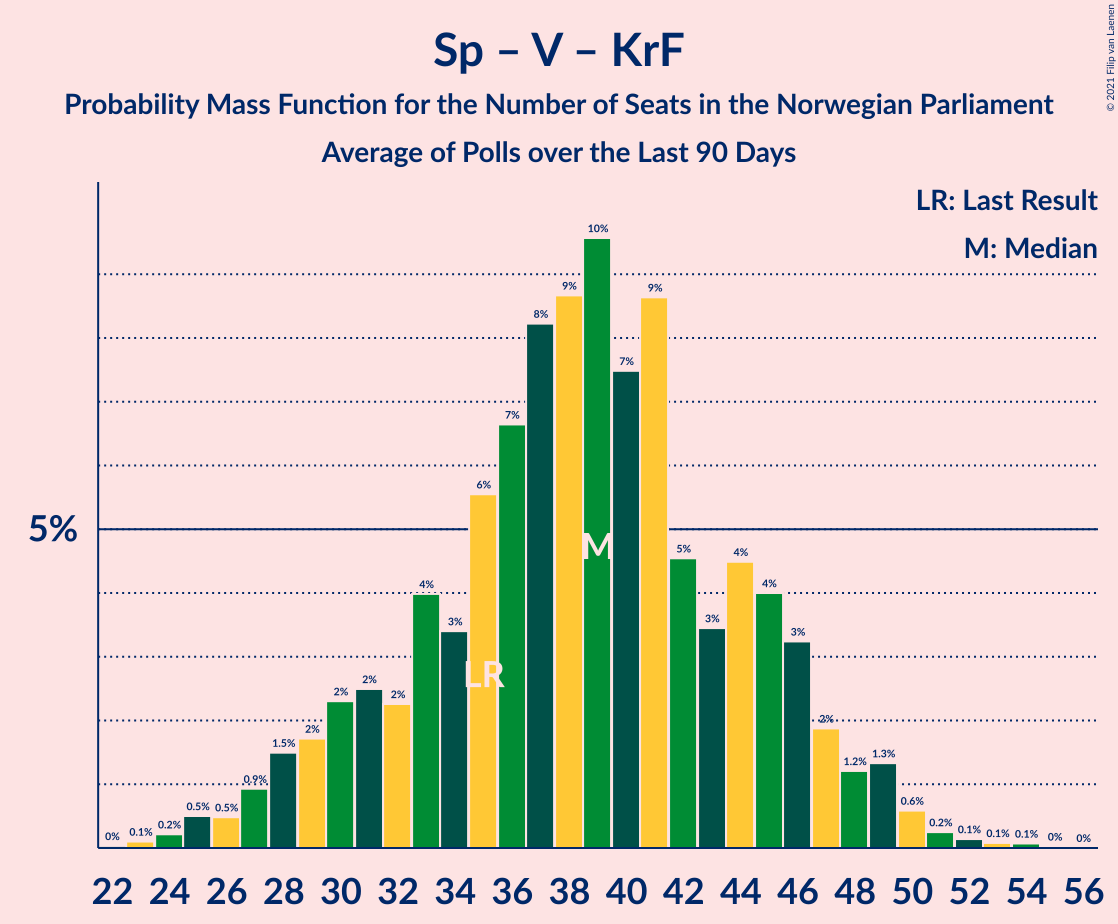 © 2021 Filip van Laenen
Sp – V – KrF
Probability Mass Function for the Number of Seats in the Norwegian Parliament
Average of Polls over the Last 90 Days
LR: Last Result
M: Median
5%
0% 0.1% 0.2% 0.5% 0.5% 0.9% 1.5% 2% 2% 2% 2% 4% 3% 6% 7% 8% 9% 10% 7% 9% 5% 3% 4% 4% 3% 2% 1.2% 1.3% 0.6% 0.2% 0.1% 0.1% 0.1% 0% 0%
M
LR
22 24 26 28 30 32 34 36 38 40 42 44 46 48 50 52 54 56